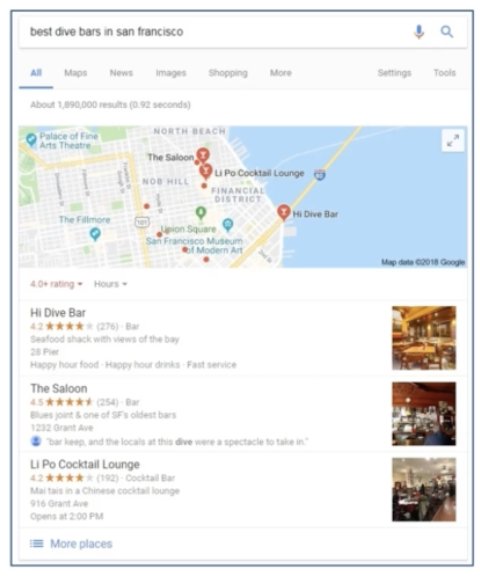 best dive bars in san francisco
All Maps News Images Shopping More Settings Tools
About 1,890,000 results (0.92 seconds)
Palace of Fine
Arts Theatre
NORTH BEACH
The Saloon
Li Po Cocktail Lounge
NOB HILL
FINANCIAL
DISTRICT
Hi Dive Bar
The Fillmore
101
Union Square
San Francisco Museum
of Modern Art
Map data ©2018 Google
4.0+ rating Hours
Hi Dive Bar
4.2 ★★★★★ (276) · Bar
Seafood shack with views of the bay
28 Pier
Happy hour food · Happy hour drinks · Fast service
The Saloon
4.5 ★★★★★ (254) · Bar
Blues joint & one of SF's oldest bars
1232 Grant Ave
"bar keep, and the locals at this dive were a spectacle to take in."
Li Po Cocktail Lounge
4.2 ★★★★★ (192) · Cocktail Bar
Mai tais in a Chinese cocktail lounge
916 Grant Ave
Opens at 2:00 PM
More places